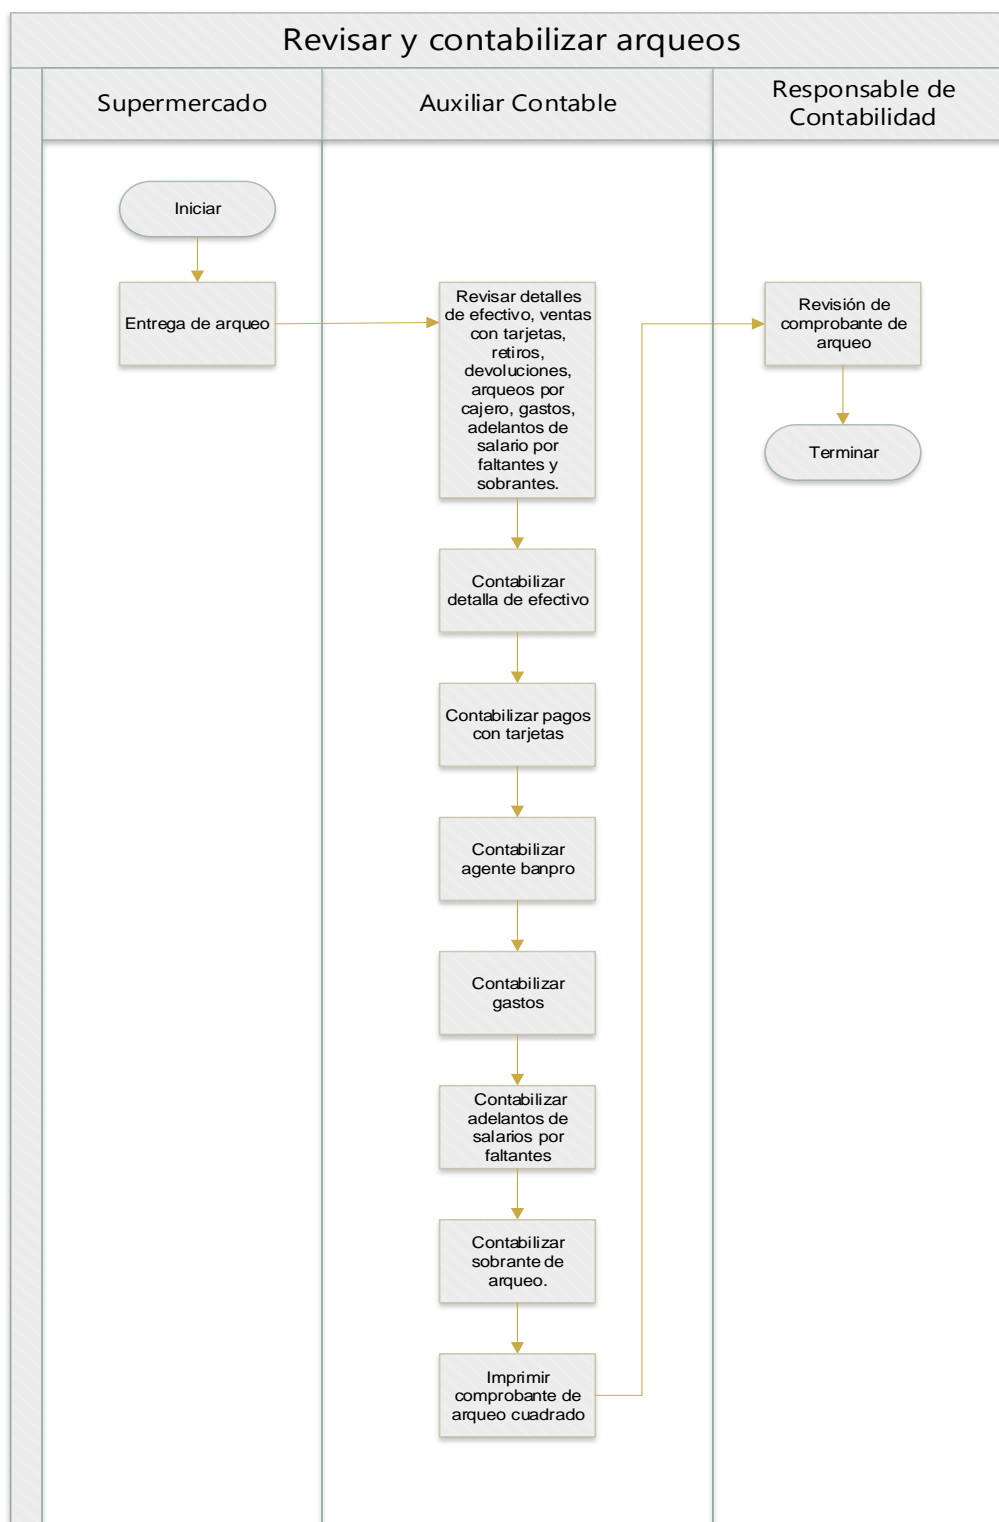 Revisar y contabilizar arqueos
Supermercado
Auxiliar Contable
Responsable de
Contabilidad
Iniciar
Entrega de arqueo
Revisar detalles
de efectivo, ventas
con tarjetas,
retiros,
devoluciones,
arqueos por
cajero, gastos,
adelantos de
salario por
faltantes y
sobrantes.
Contabilizar
detalla de efectivo
Contabilizar pagos
con tarjetas
Contabilizar
agente banpro
Contabilizar
gastos
Contabilizar
adelantos de
salarios por
faltantes
Contabilizar
sobrante de
arqueo.
Imprimir
comprobante de
arqueo cuadrado
Revisión de
comprobante de
arqueo
Terminar